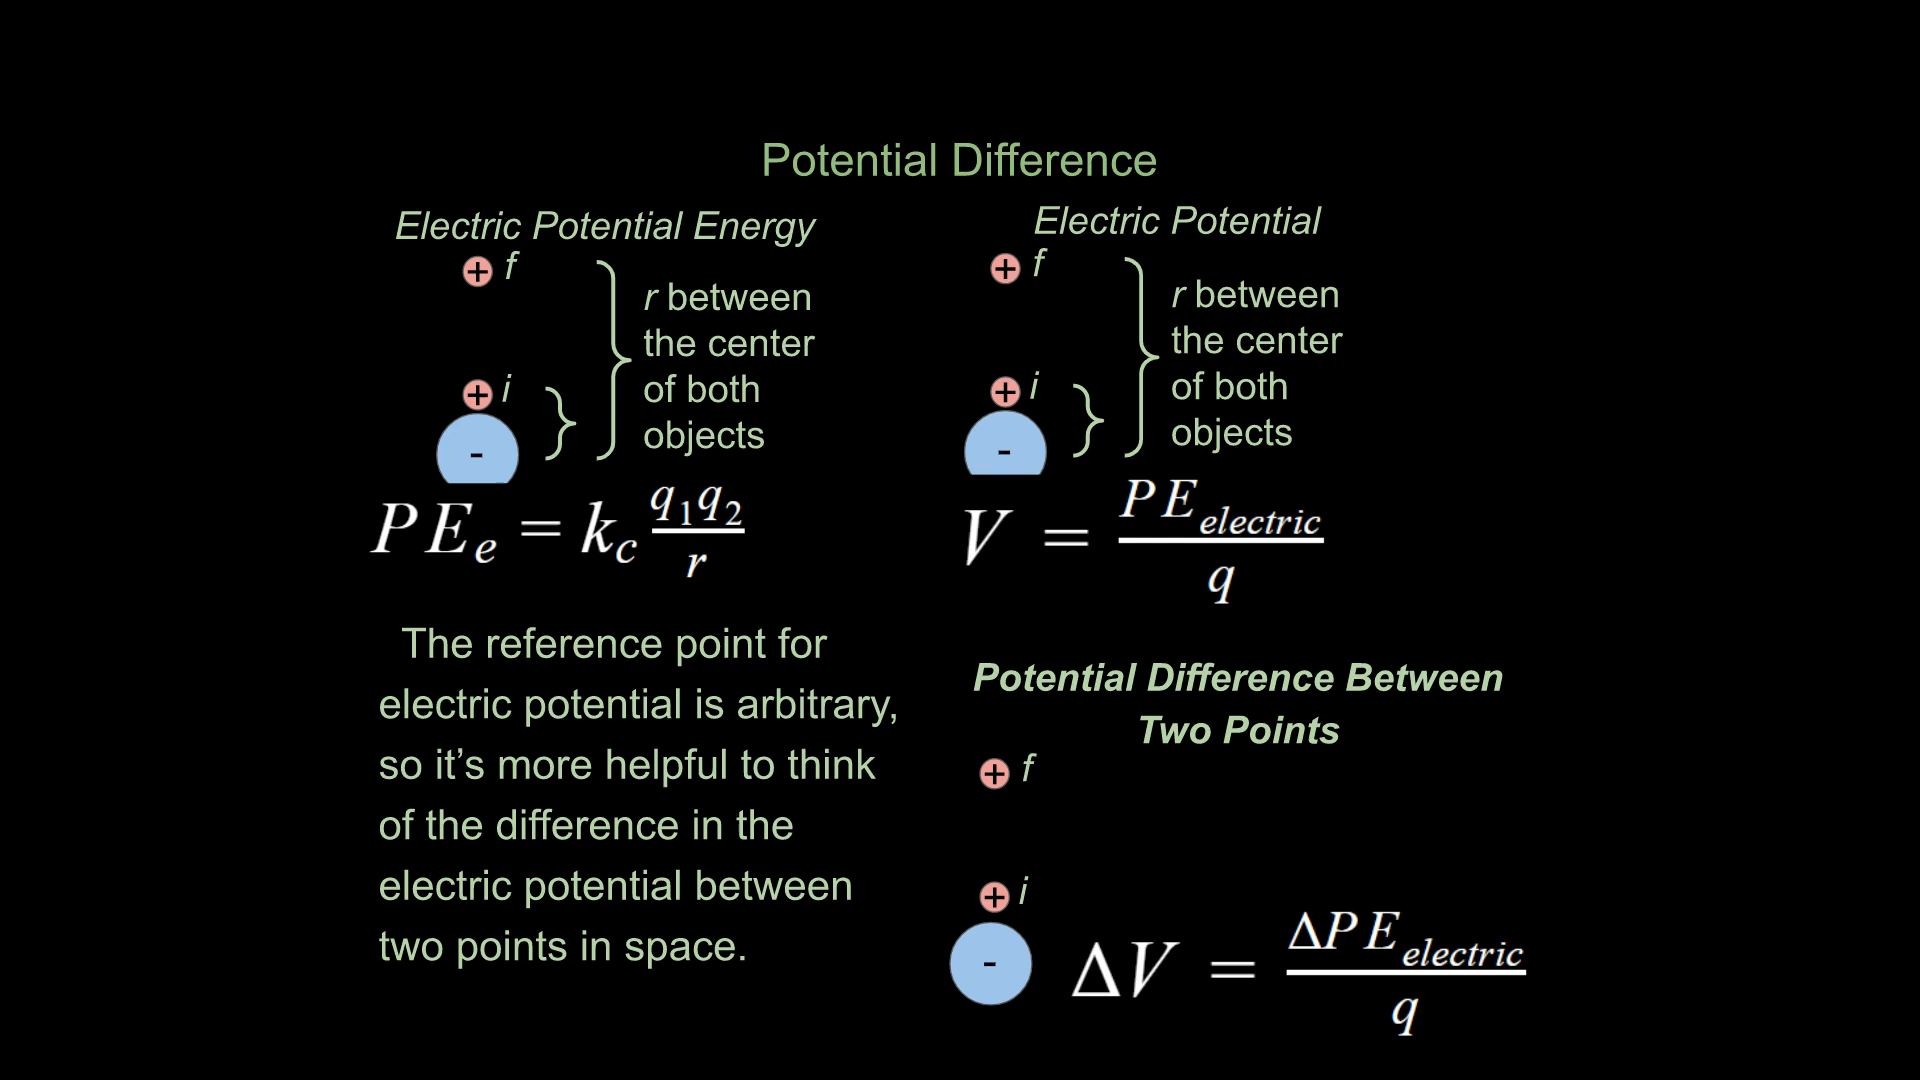 Potential Difference
Electric Potential Energy
+ f
r between
the center
of both
objects
+ i
-
PE_e = k_c q_1q_2 / r
Electric Potential
+ f
r between
the center
of both
objects
+ i
-
V = PE_electric / q
The reference point for
electric potential is arbitrary,
so it’s more helpful to think
of the difference in the
electric potential between
two points in space.
Potential Difference Between
Two Points
+ f
+ i
-
ΔV = ΔPE_electric / q